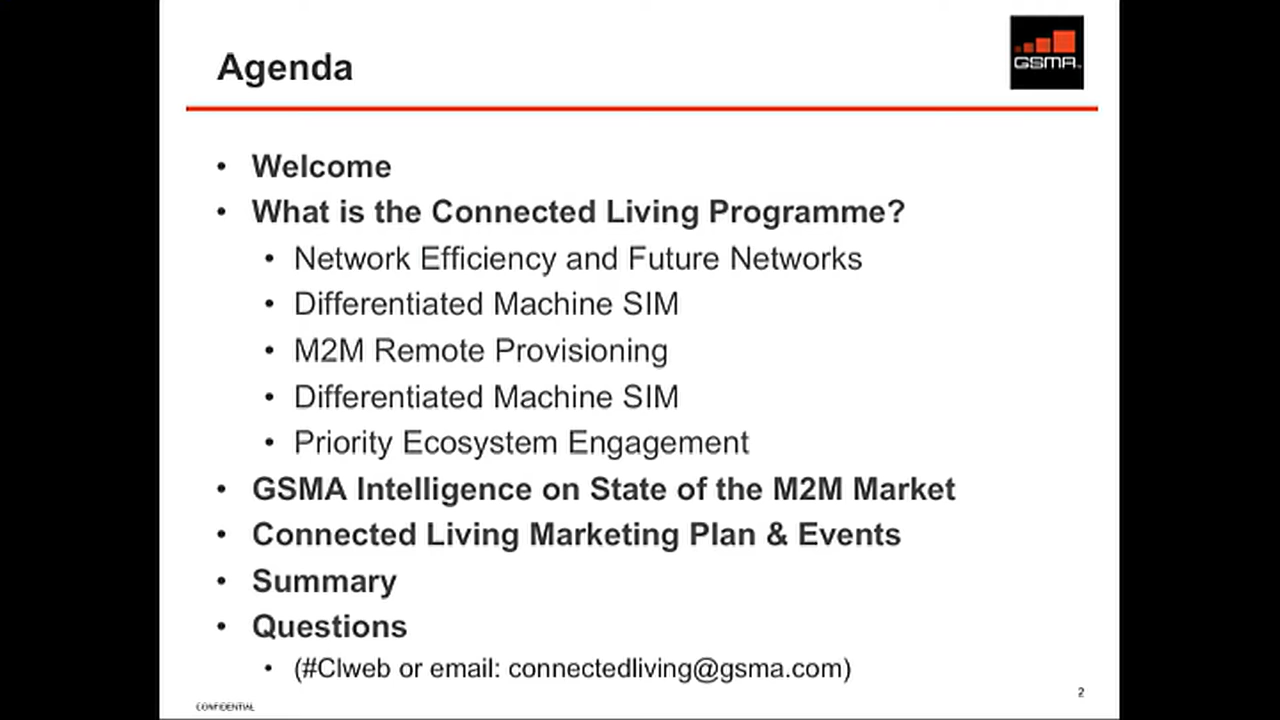 Agenda
GSMA
• Welcome
• What is the Connected Living Programme?
• Network Efficiency and Future Networks
• Differentiated Machine SIM
• M2M Remote Provisioning
• Differentiated Machine SIM
• Priority Ecosystem Engagement
• GSMA Intelligence on State of the M2M Market
• Connected Living Marketing Plan & Events
• Summary
• Questions
• (#Clweb or email: connectedliving@gsma.com)
CONFIDENTIAL
2